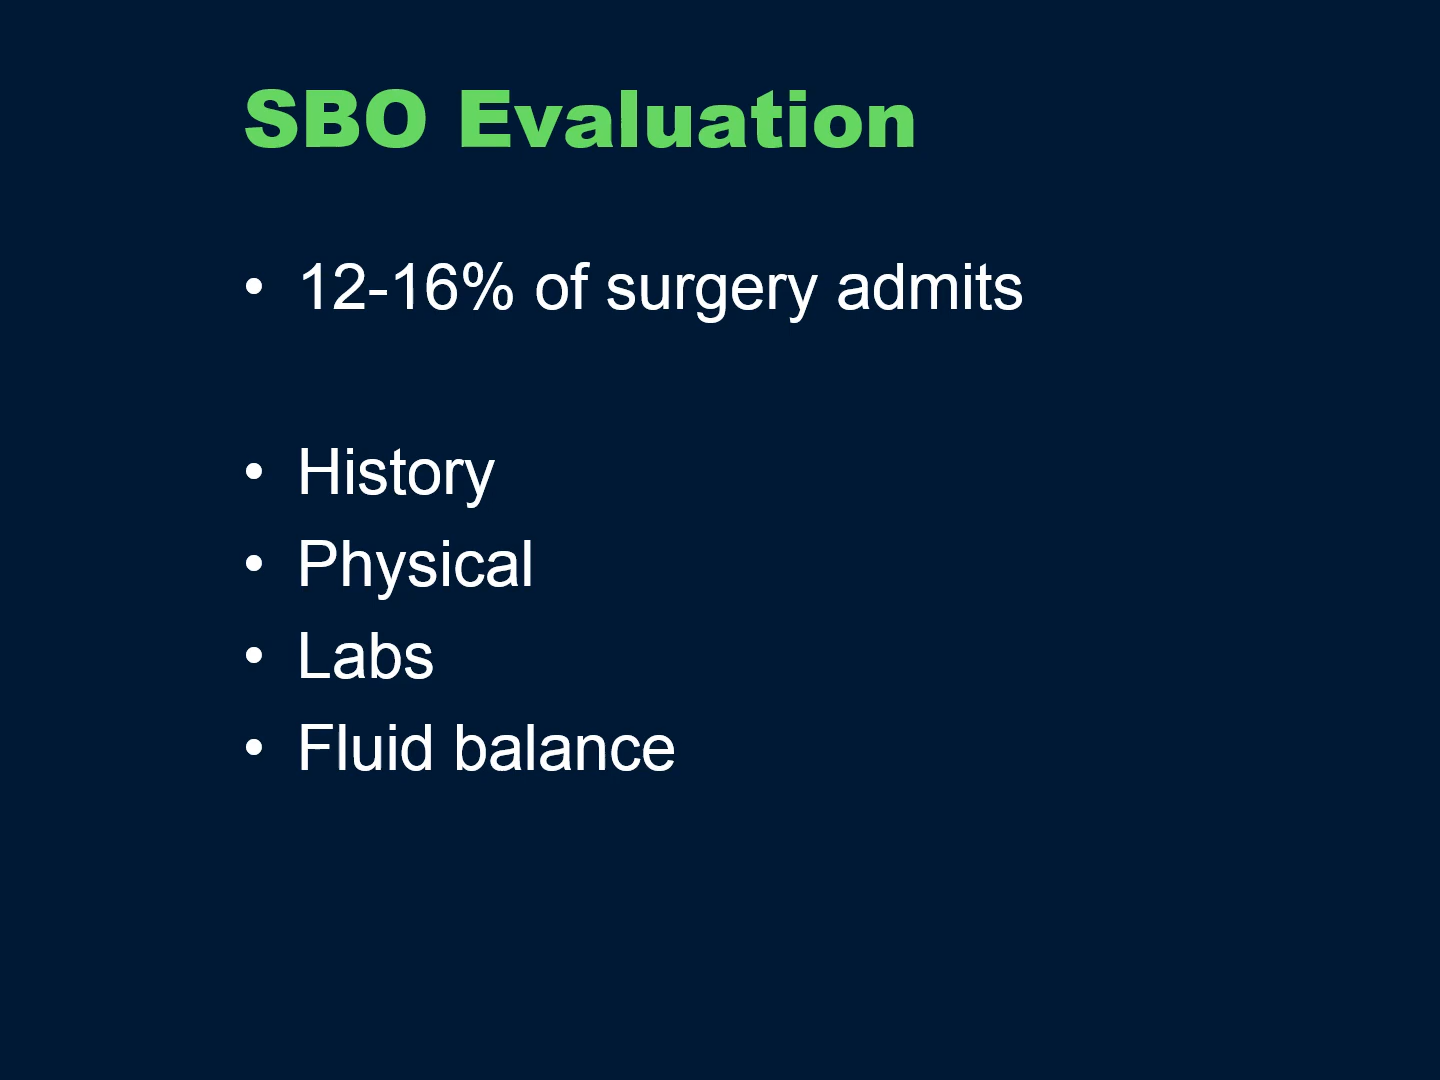 SBO Evaluation
• 12-16% of surgery admits
• History
• Physical
• Labs
• Fluid balance